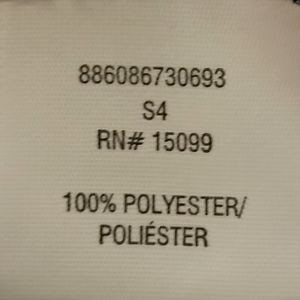 886086730693
S4
RN# 15099
100% POLYESTER/
POLIÉSTER